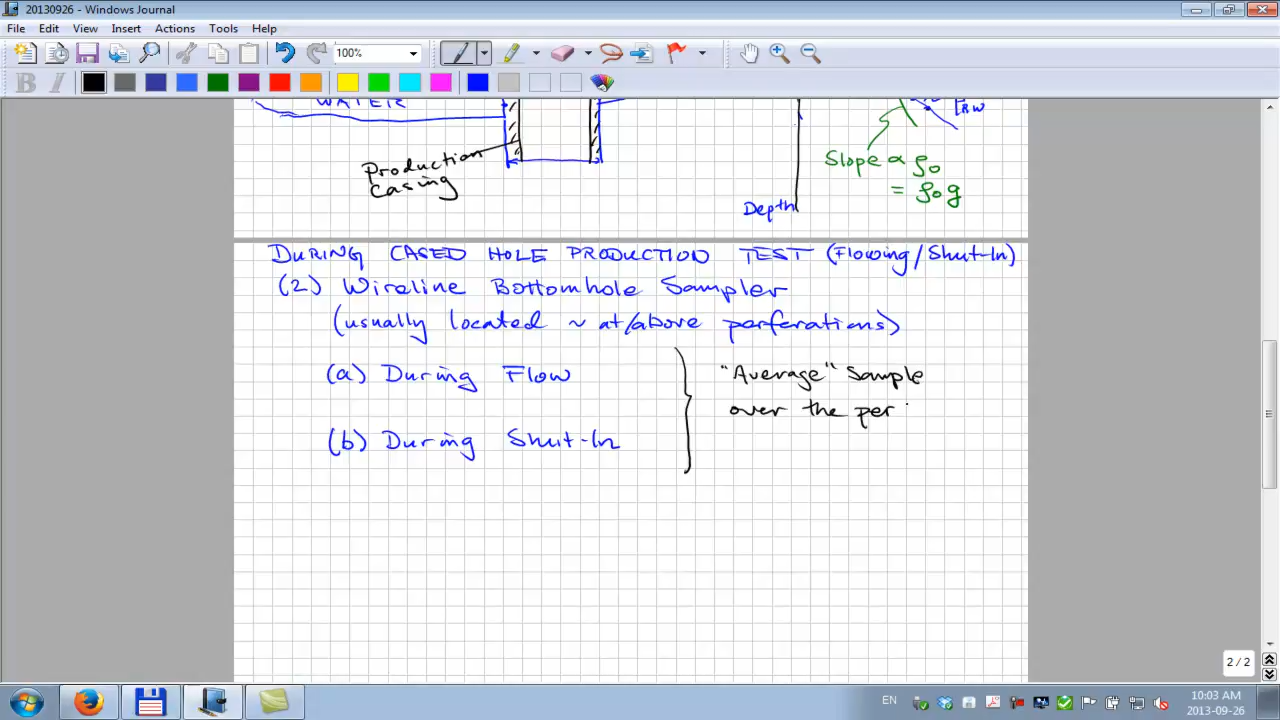 20130926 - Windows Journal
File Edit View Insert Actions Tools Help
100%
WATER
Production
Casing
Slope ∝ ρo
= ρo g
Depth
DURING CASED HOLE PRODUCTION TEST (Flowing/Shut-In)
(2) Wireline Bottomhole Sampler
(usually located ~ at/above perforations)
(a) During Flow
(b) During Shut-In
"Average" Sample
over the per
2 / 2
EN
10:03 AM
2013-09-26